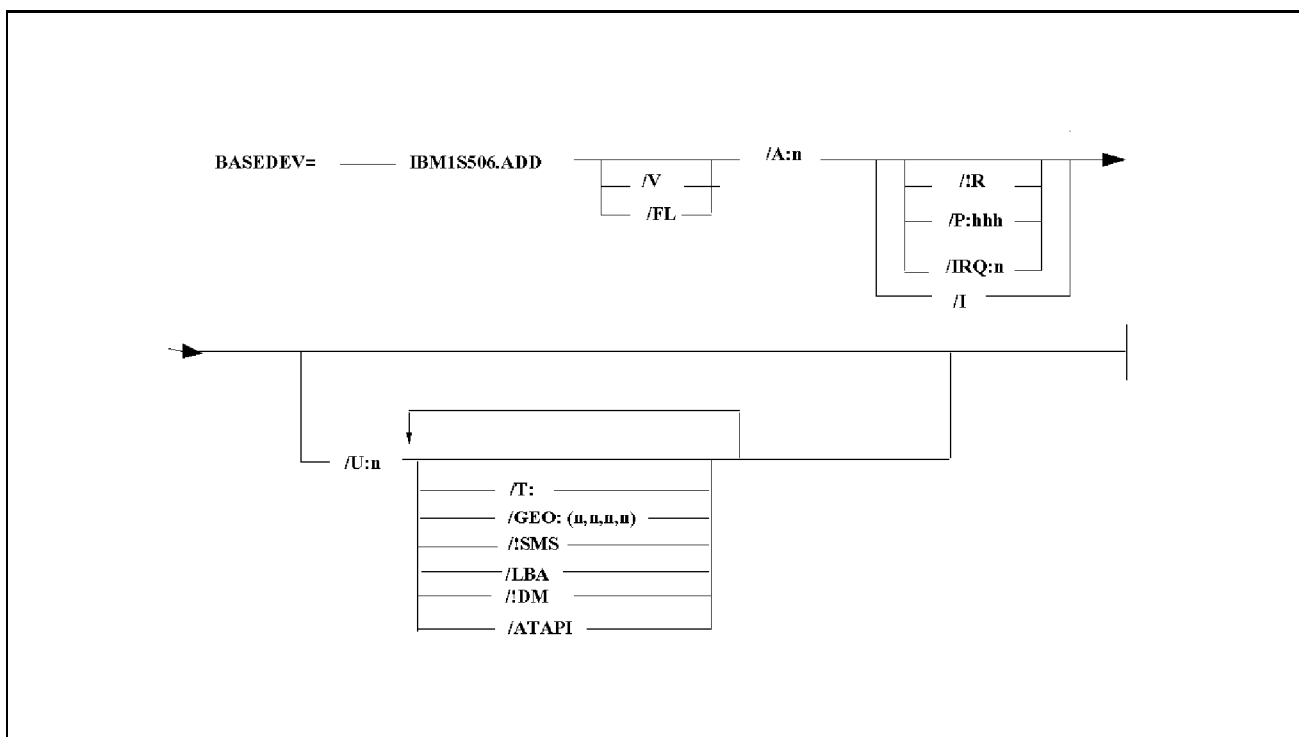 BASEDEV= IBM1S506.ADD /A:n
/V
/FL
/!R
/P:hhh
/IRQ:n
/I
/U:n
/T:
/GEO: (n,n,n,n)
/!SMS
/LBA
/!DM
/ATAPI